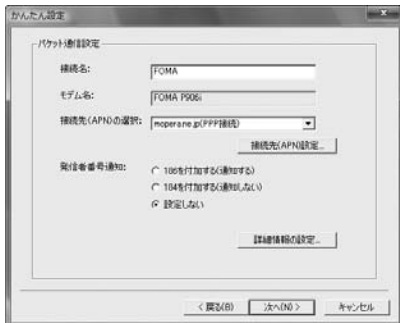 かんたん設定
パケット通信設定
接続名: FOMA
モデム名: FOMA P906i
接続先(APN)の選択: mopera.ne.jp(PPP接続)
接続先(APN)設定...
発信者番号通知: 186を付加する(通知する)
184を付加する(通知しない)
設定しない
詳細情報の設定...
< 戻る(B) 次へ(N) > キャンセル